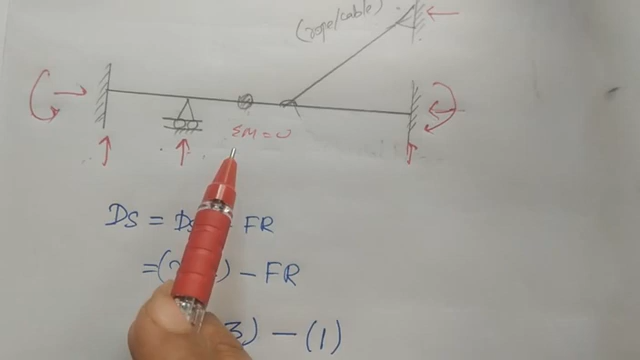 (rope/cable)
ΣM = 0
DS = FR
= ( ) - FR
3) - (1)